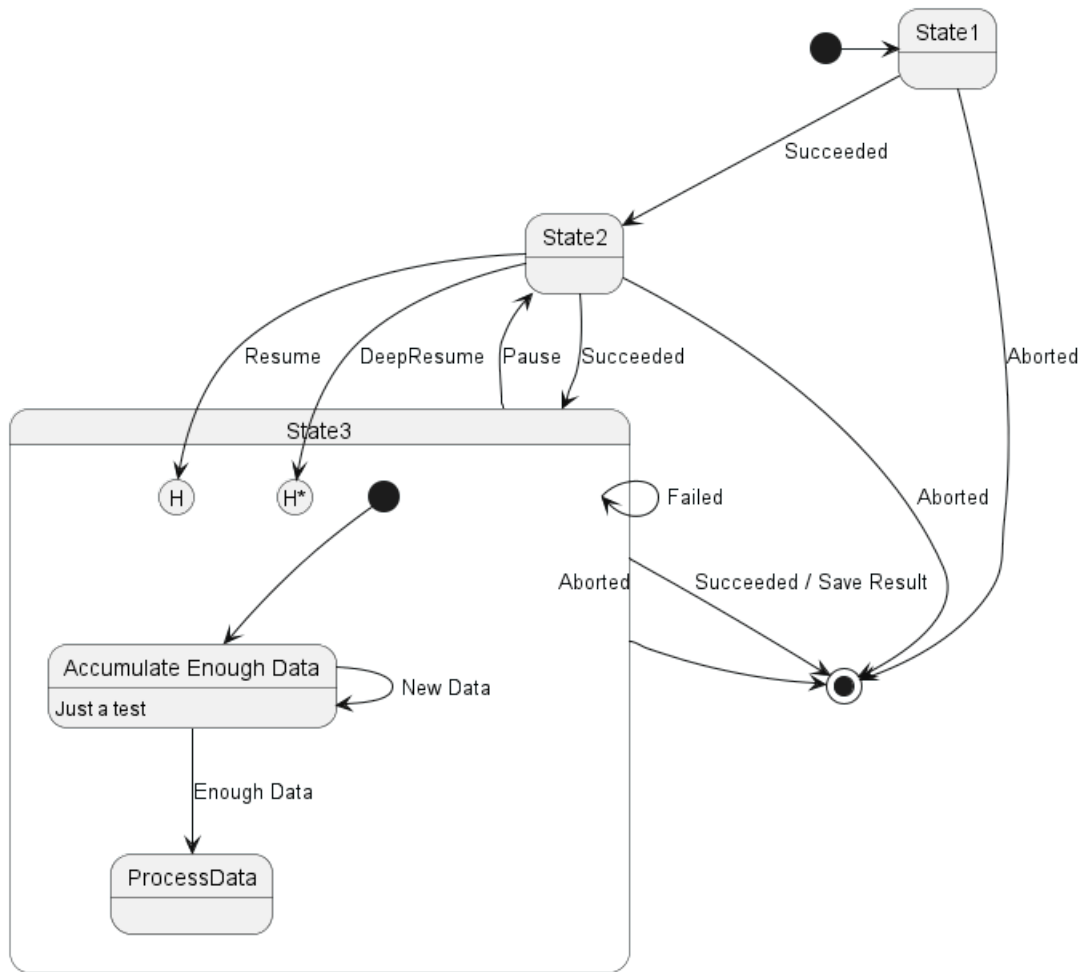 State1
Succeeded
State2
Resume
DeepResume
Pause
Succeeded
Aborted
State3
H
H*
Failed
Aborted
Aborted
Succeeded / Save Result
Accumulate Enough Data
New Data
Just a test
Enough Data
ProcessData